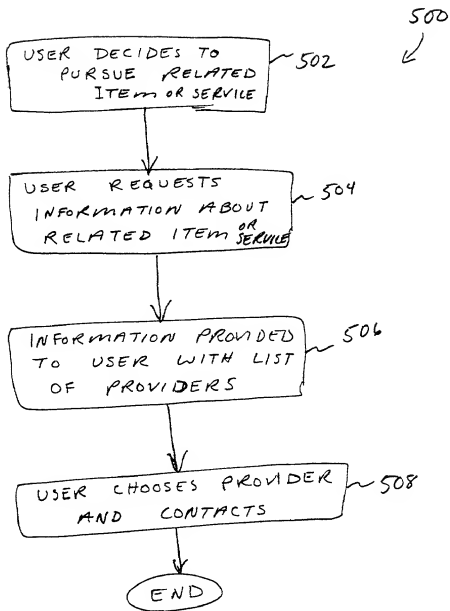 500
USER DECIDES TO
PURSUE RELATED
ITEM OR SERVICE
502
USER REQUESTS
INFORMATION ABOUT
RELATED ITEM OR SERVICE
504
INFORMATION PROVIDED
TO USER WITH LIST
OF PROVIDERS
506
USER CHOOSES PROVIDER
AND CONTACTS
508
END